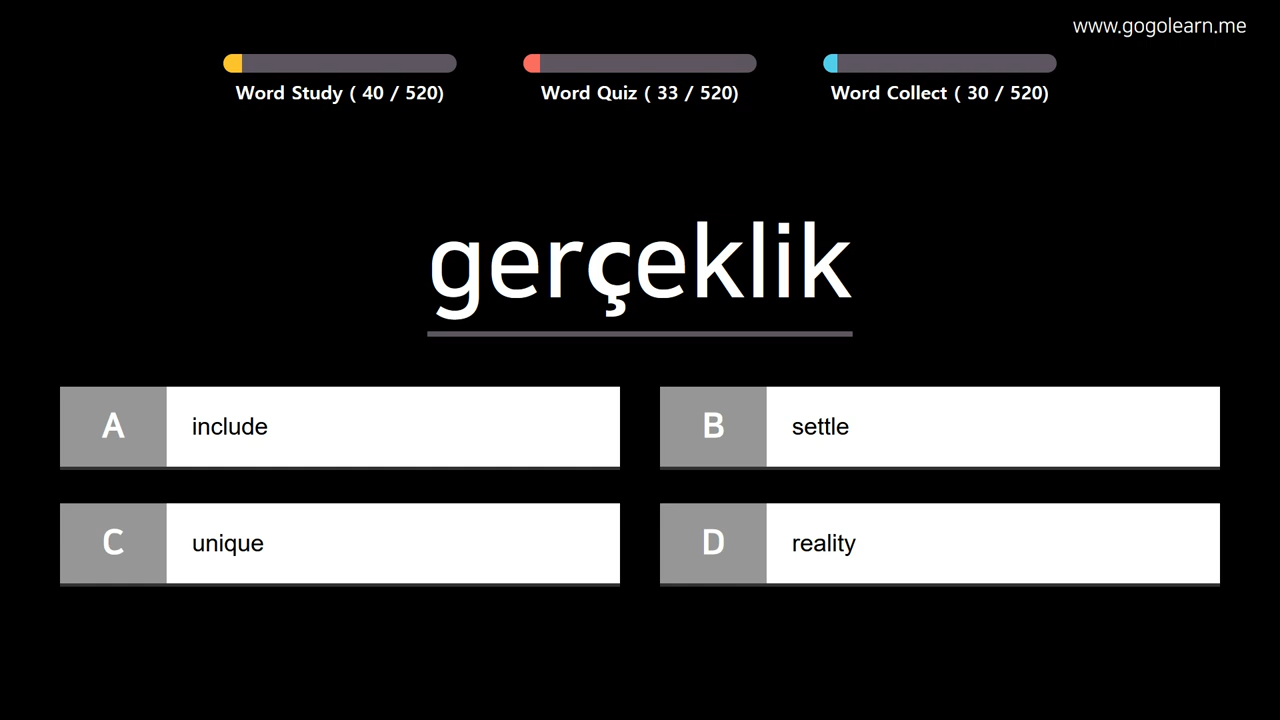 www.gogolearn.me
Word Study ( 40 / 520)
Word Quiz ( 33 / 520)
Word Collect ( 30 / 520)
gerçeklik
A include
B settle
C unique
D reality